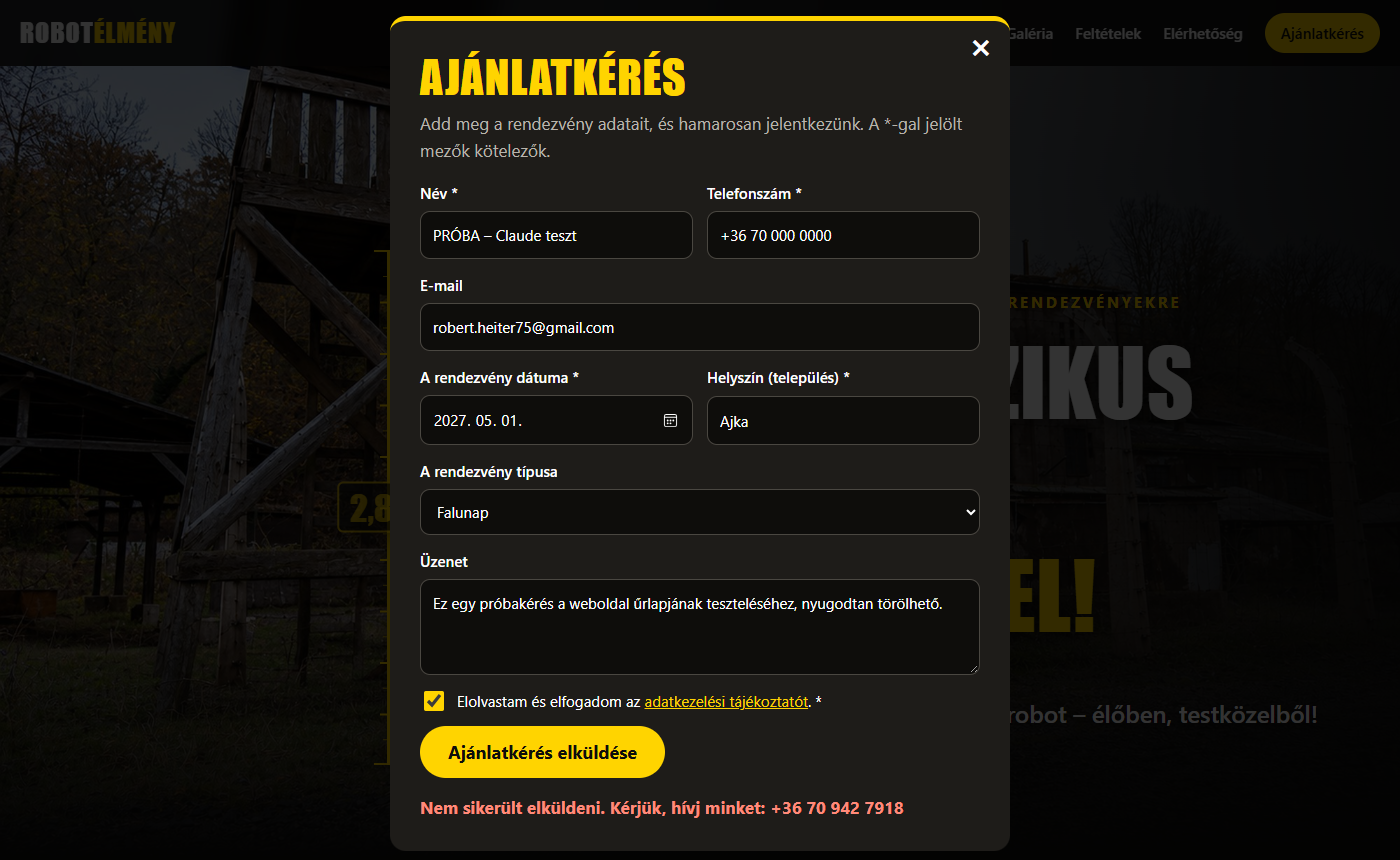 ROBOTÉLMÉNY
Galéria Feltételek Elérhetőség Ajánlatkérés
AJÁNLATKÉRÉS
Add meg a rendezvény adatait, és hamarosan jelentkezünk. A *-gal jelölt
mezők kötelezők.
Név * Telefonszám *
PRÓBA – Claude teszt +36 70 000 0000
E-mail
robert.heiter75@gmail.com
RENDEZVÉNYEKRE
A rendezvény dátuma * Helyszín (település) *
2027. 05. 01. Ajka
A rendezvény típusa
Falunap
2,8
Üzenet
Ez egy próbakérés a weboldal űrlapjának teszteléséhez, nyugodtan törölhető.
EL!
Elolvastam és elfogadom az adatkezelési tájékoztatót. *
robot – élőben, testközelből!
Ajánlatkérés elküldése
Nem sikerült elküldeni. Kérjük, hívj minket: +36 70 942 7918